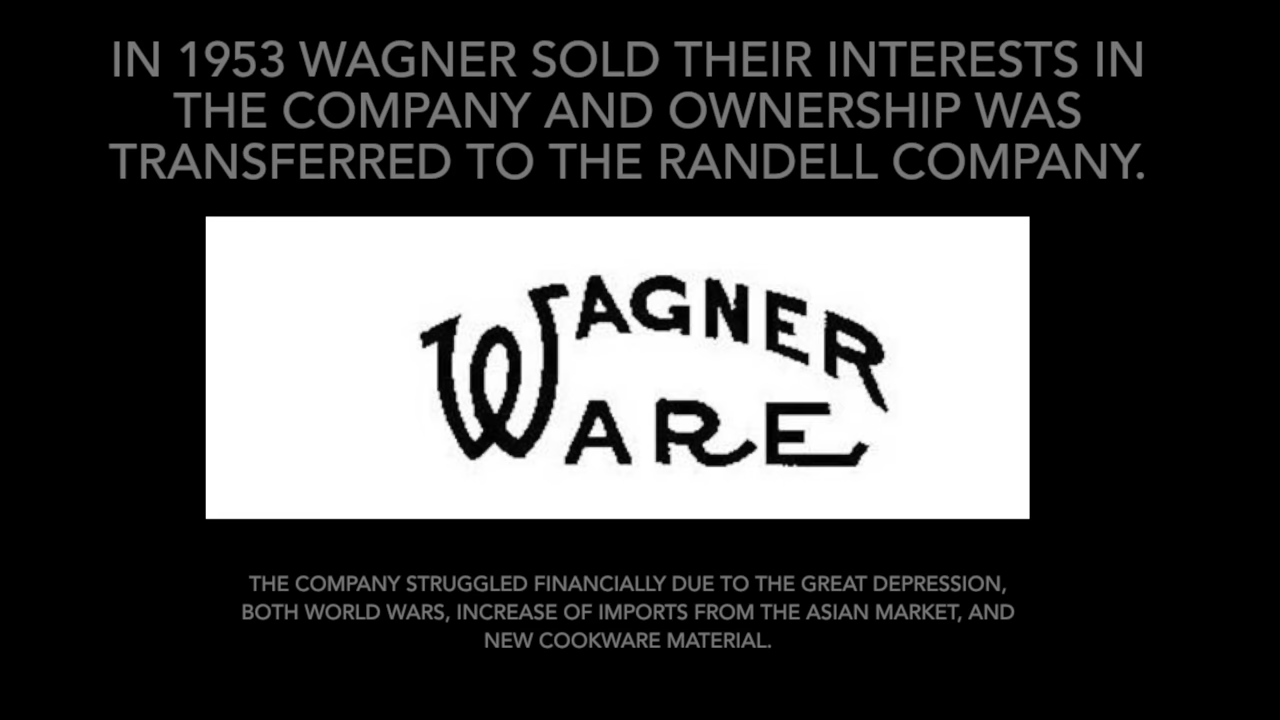 IN 1953 WAGNER SOLD THEIR INTERESTS IN
THE COMPANY AND OWNERSHIP WAS
TRANSFERRED TO THE RANDELL COMPANY.
WAGNER
WARE
THE COMPANY STRUGGLED FINANCIALLY DUE TO THE GREAT DEPRESSION,
BOTH WORLD WARS, INCREASE OF IMPORTS FROM THE ASIAN MARKET, AND
NEW COOKWARE MATERIAL.